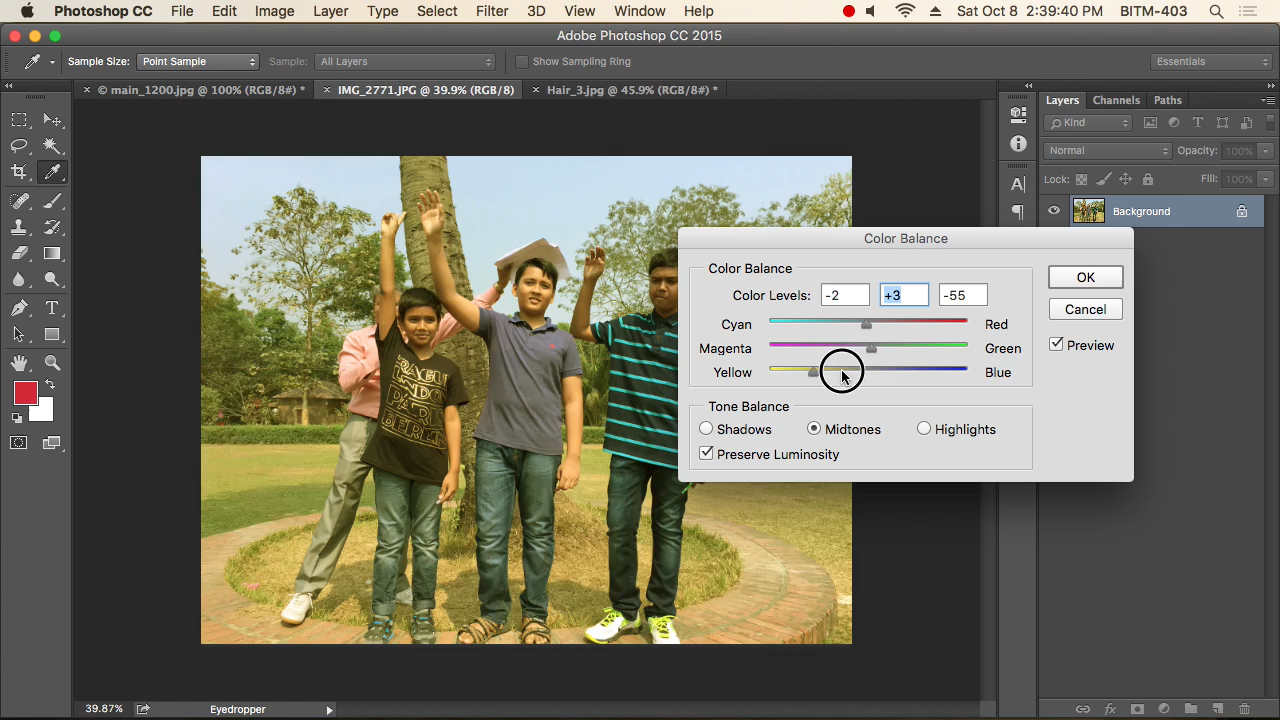 Photoshop CC File Edit Image Layer Type Select Filter 3D View Window Help Sat Oct 8 2:39:40 PM BITM-403
Adobe Photoshop CC 2015
Sample Size: Point Sample Sample: All Layers Show Sampling Ring Essentials
© main_1200.jpg @ 100% (RGB/8#) * IMG_2771.JPG @ 39.9% (RGB/8) Hair_3.jpg @ 45.9% (RGB/8#) *
Layers Channels Paths
Kind
Normal Opacity: 100%
Lock: Fill: 100%
Background
Color Balance
Color Balance
Color Levels: -2 +3 -55
Cyan Red
Magenta Green
Yellow Blue
Tone Balance
Shadows Midtones Highlights
Preserve Luminosity
OK
Cancel
Preview
PRAGUE
LONDON
PARIS
BERLIN
39.87% Eyedropper